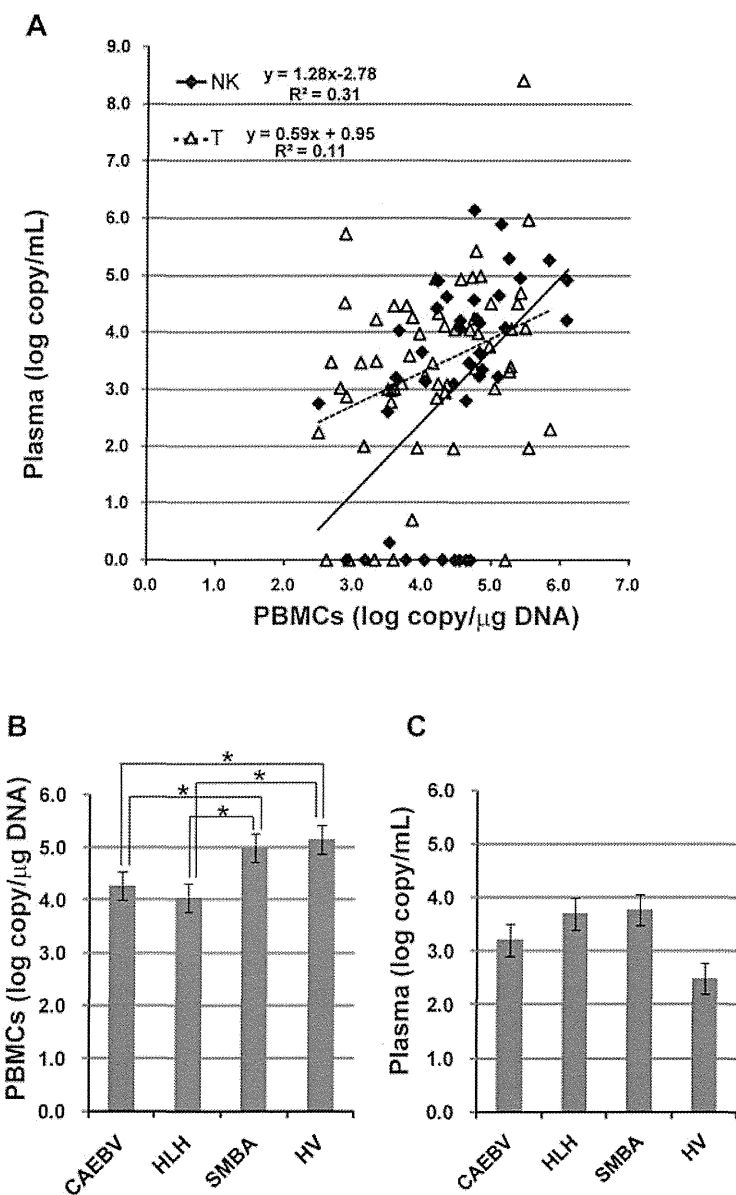 A
9.0
8.0
7.0
6.0
5.0
4.0
3.0
2.0
1.0
0.0
Plasma (log copy/mL)
NK y = 1.28x-2.78
R² = 0.31
T y = 0.59x + 0.95
R² = 0.11
0.0 1.0 2.0 3.0 4.0 5.0 6.0 7.0
PBMCs (log copy/µg DNA)
B
PBMCs (log copy/µg DNA)
6.0
5.0
4.0
3.0
2.0
1.0
0.0
*
*
*
*
CAEBV HLH SMBA HV
C
Plasma (log copy/mL)
6.0
5.0
4.0
3.0
2.0
1.0
0.0
CAEBV HLH SMBA HV